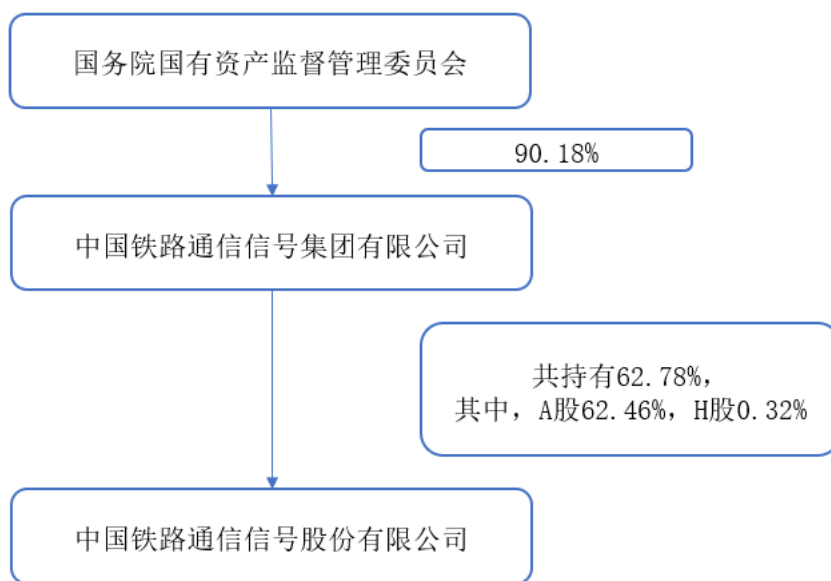 国务院国有资产监督管理委员会
90.18%
中国铁路通信信号集团有限公司
共持有62.78%，
其中，A股62.46%，H股0.32%
中国铁路通信信号股份有限公司